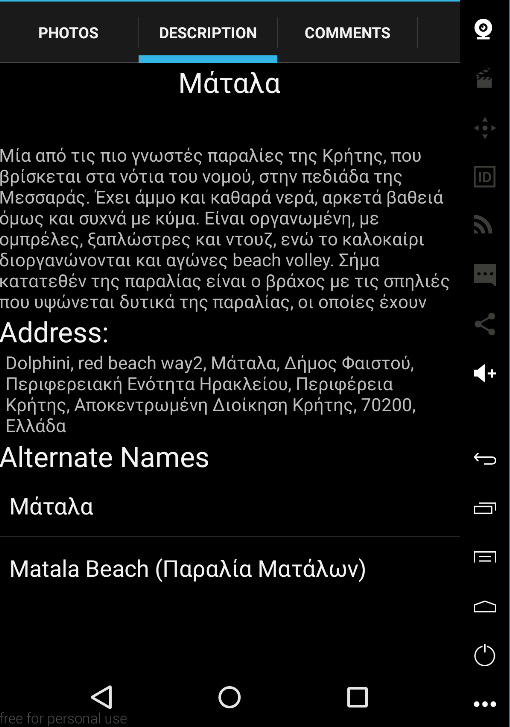 PHOTOS DESCRIPTION COMMENTS
Μάταλα
Μία από τις πιο γνωστές παραλίες της Κρήτης, που
βρίσκεται στα νότια του νομού, στην πεδιάδα της
Μεσσαράς. Έχει άμμο και καθαρά νερά, αρκετά βαθειά
όμως και συχνά με κύμα. Είναι οργανωμένη, με
ομπρέλες, ξαπλώστρες και ντουζ, ενώ το καλοκαίρι
διοργανώνονται και αγώνες beach volley. Σήμα
κατατεθέν της παραλίας είναι ο βράχος με τις σπηλιές
που υψώνεται δυτικά της παραλίας, οι οποίες έχουν
Address:
Dolphini, red beach way2, Μάταλα, Δήμος Φαιστού,
Περιφερειακή Ενότητα Ηρακλείου, Περιφέρεια
Κρήτης, Αποκεντρωμένη Διοίκηση Κρήτης, 70200,
Ελλάδα
Alternate Names
Μάταλα
Matala Beach (Παραλία Ματάλων)
free for personal use
ID